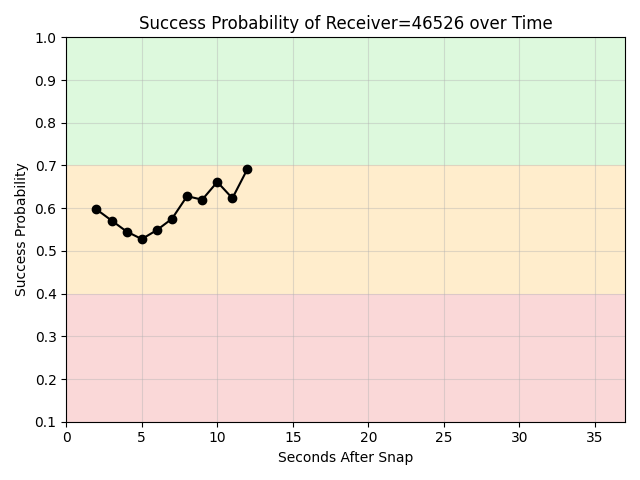 Success Probability of Receiver=46526 over Time
1.0
0.9
0.8
0.7
0.6
0.5
0.4
0.3
0.2
0.1
Success Probability
0 5 10 15 20 25 30 35
Seconds After Snap